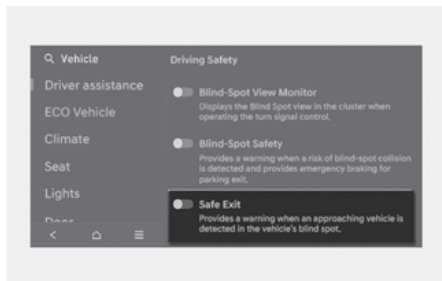 Vehicle
Driver assistance
ECO Vehicle
Climate
Seat
Lights
Driving Safety
Blind-Spot View Monitor
Displays the Blind Spot view in the cluster when
operating the turn signal control.
Blind-Spot Safety
Provides a warning when a risk of blind-spot collision
is detected and provides emergency braking for
parking exit.
Safe Exit
Provides a warning when an approaching vehicle is
detected in the vehicle's blind spot.